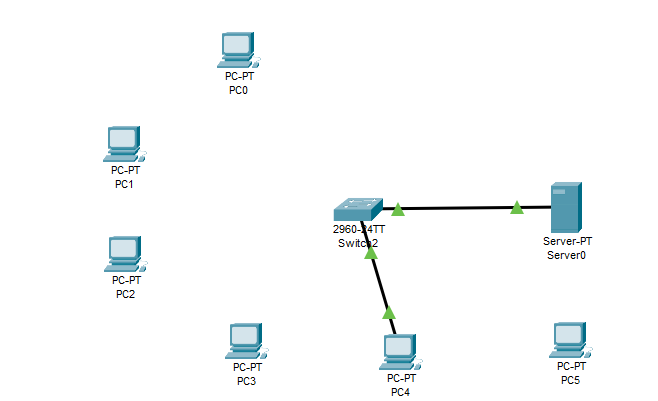 PC-PT
PC0
PC-PT
PC1
2960-24TT
Switch2
Server-PT
Server0
PC-PT
PC2
PC-PT
PC3
PC-PT
PC4
PC-PT
PC5